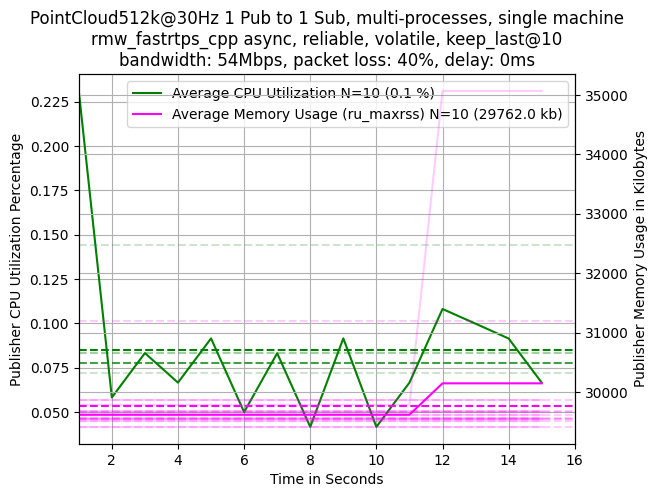 PointCloud512k@30Hz 1 Pub to 1 Sub, multi-processes, single machine
rmw_fastrtps_cpp async, reliable, volatile, keep_last@10
bandwidth: 54Mbps, packet loss: 40%, delay: 0ms
Average CPU Utilization N=10 (0.1 %)
Average Memory Usage (ru_maxrss) N=10 (29762.0 kb)
Publisher CPU Utilization Percentage
0.225
0.200
0.175
0.150
0.125
0.100
0.075
0.050
35000
34000
33000
32000
31000
30000
Publisher Memory Usage in Kilobytes
2 4 6 8 10 12 14 16
Time in Seconds